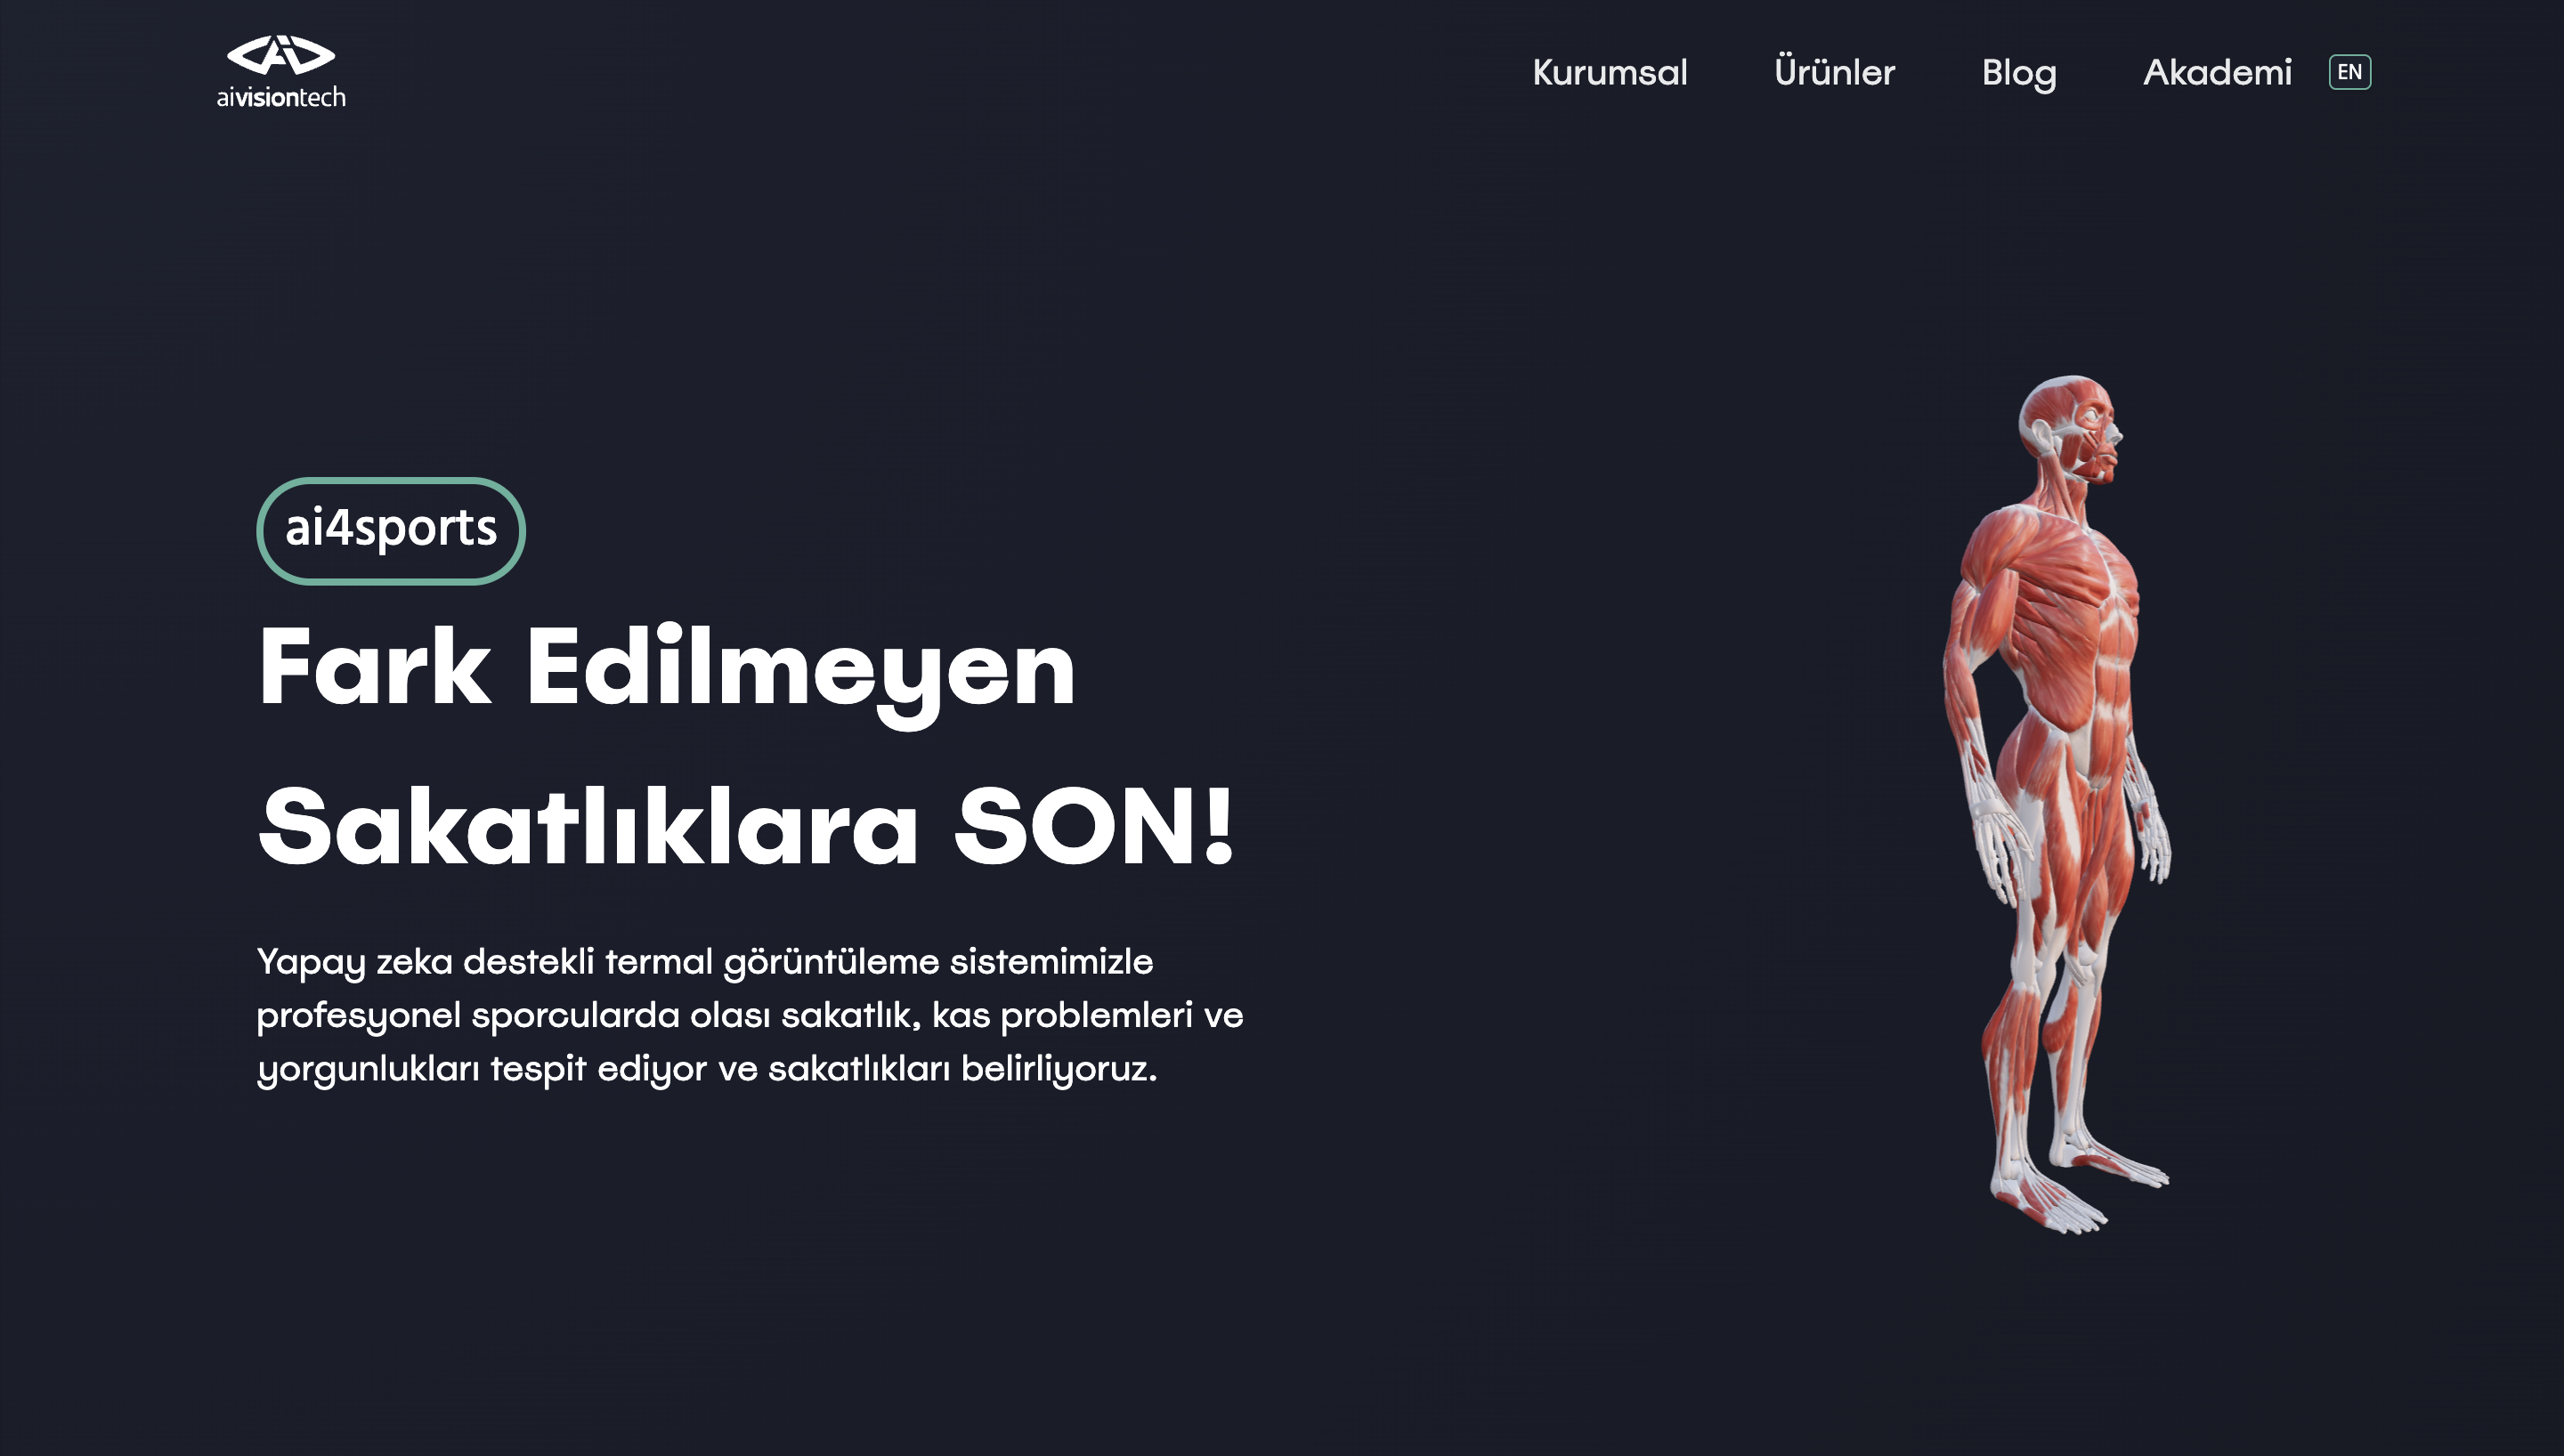 aivisiontech
Kurumsal Ürünler Blog Akademi EN
ai4sports
Fark Edilmeyen
Sakatlıklara SON!
Yapay zeka destekli termal görüntüleme sistemimizle
profesyonel sporcularda olası sakatlık, kas problemleri ve
yorgunlukları tespit ediyor ve sakatlıkları belirliyoruz.